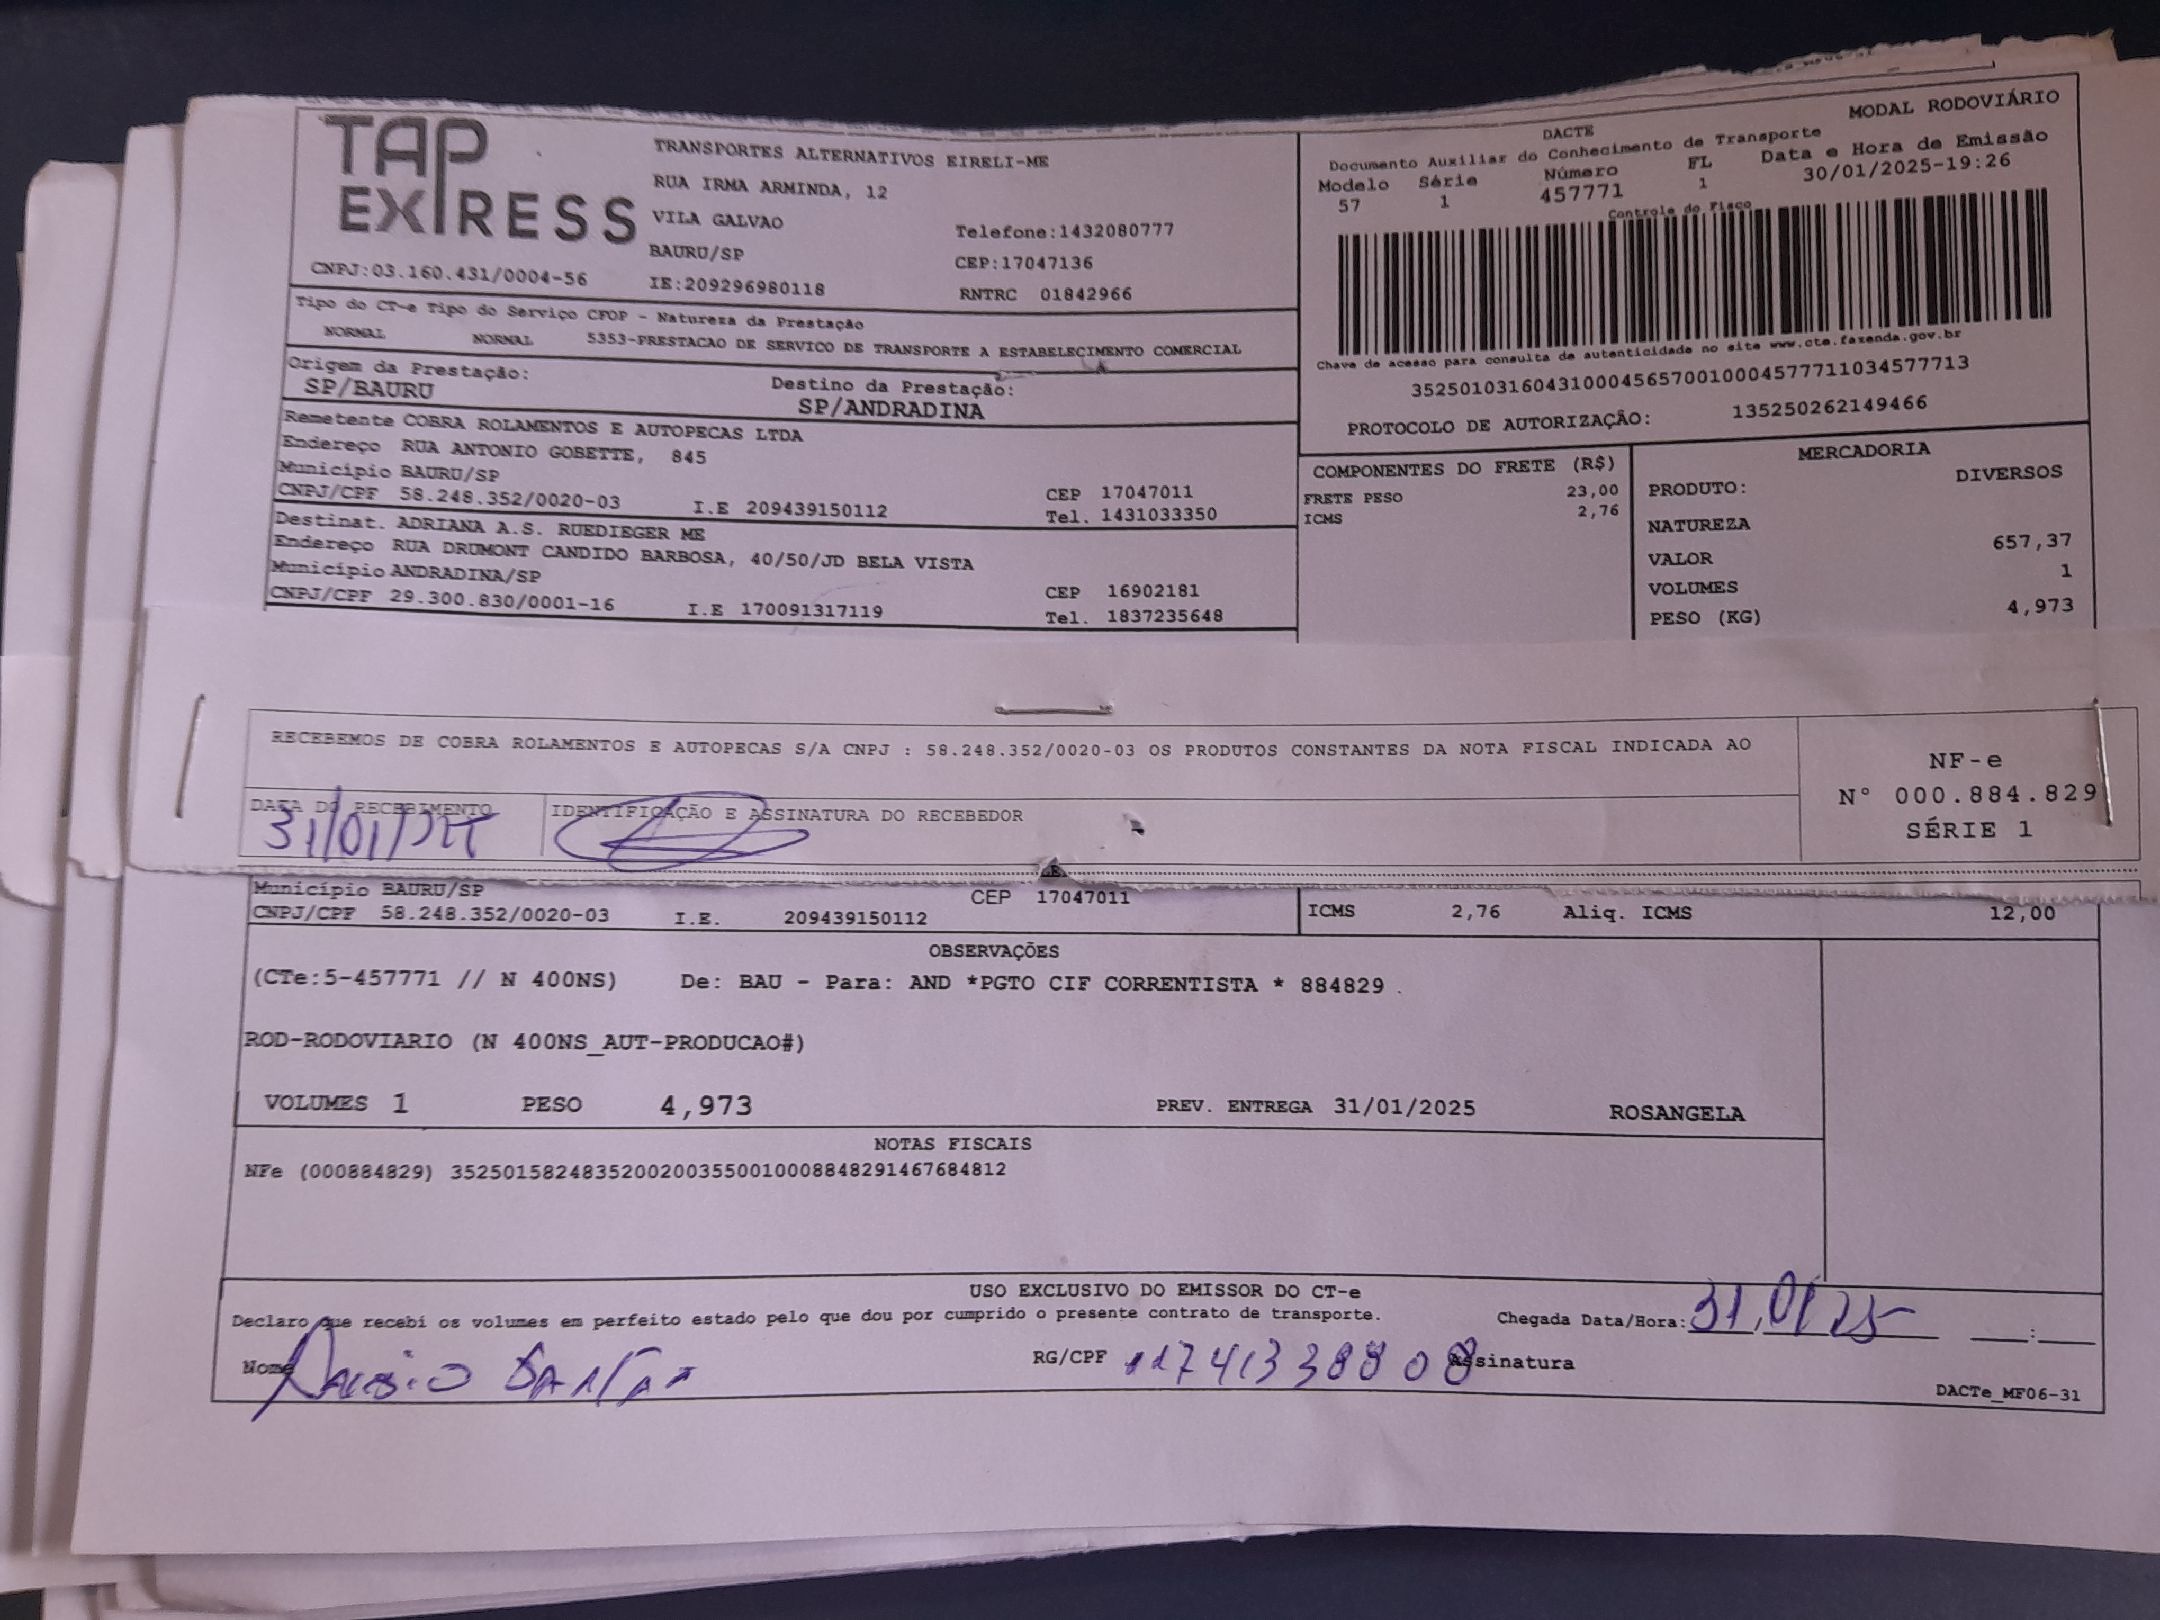 TAP EXPRESS
TRANSPORTES ALTERNATIVOS EIRELI-ME
RUA IRMA ARMINDA, 12
VILA GALVAO
Telefone:1432080777
BAURU/SP
CEP:17047136
CNPJ:03.160.431/0004-56
IE:209296980118
RNTRC 01842966
Tipo do CT-e Tipo do Serviço CFOP - Natureza da Prestação
NORMAL NORMAL 5353-PRESTACAO DE SERVICO DE TRANSPORTE A ESTABELECIMENTO COMERCIAL
Origem da Prestação: Destino da Prestação:
SP/BAURU SP/ANDRADINA
Remetente COBRA ROLAMENTOS E AUTOPECAS LTDA
Endereço RUA ANTONIO GOBETTE, 845
Município BAURU/SP CEP 17047011
CNPJ/CPF 58.248.352/0020-03 I.E 209439150112 Tel. 1431033350
Destinat. ADRIANA A.S. RUEDIEGER ME
Endereço RUA DRUMONT CANDIDO BARBOSA, 40/50/JD BELA VISTA
Município ANDRADINA/SP CEP 16902181
CNPJ/CPF 29.300.830/0001-16 I.E 170091317119 Tel. 1837235648
DACTE MODAL RODOVIÁRIO
Documento Auxiliar do Conhecimento de Transporte
Modelo Série Número FL Data e Hora de Emissão
57 1 457771 1 30/01/2025-19:26
Controle do Fisco
Chave de acesso para consulta de autenticidade no site www.cte.fazenda.gov.br
35250103160431000456570010004577711034577713
PROTOCOLO DE AUTORIZAÇÃO: 135250262149466
COMPONENTES DO FRETE (R$)
FRETE PESO 23,00
ICMS 2,76
MERCADORIA
PRODUTO: DIVERSOS
NATUREZA
VALOR 657,37
VOLUMES 1
PESO (KG) 4,973
RECEBEMOS DE COBRA ROLAMENTOS E AUTOPECAS S/A CNPJ : 58.248.352/0020-03 OS PRODUTOS CONSTANTES DA NOTA FISCAL INDICADA AO
DATA DO RECEBIMENTO IDENTIFICAÇÃO E ASSINATURA DO RECEBEDOR
31/01/25
NF-e
Nº 000.884.829
SÉRIE 1
Município BAURU/SP CEP 17047011
CNPJ/CPF 58.248.352/0020-03 I.E. 209439150112
ICMS 2,76 Aliq. ICMS 12,00
OBSERVAÇÕES
(CTe:5-457771 // N 400NS) De: BAU - Para: AND *PGTO CIF CORRENTISTA * 884829 .
ROD-RODOVIARIO (N 400NS_AUT-PRODUCAO#)
VOLUMES 1 PESO 4,973 PREV. ENTREGA 31/01/2025 ROSANGELA
NOTAS FISCAIS
NFe (000884829) 35250158248352002003550010008848291467684812
USO EXCLUSIVO DO EMISSOR DO CT-e
Declaro que recebi os volumes em perfeito estado pelo que dou por cumprido o presente contrato de transporte.
Chegada Data/Hora: 31,01 25 ___:___
Nome RG/CPF 11741338808 Assinatura
DACTe_MF06-31